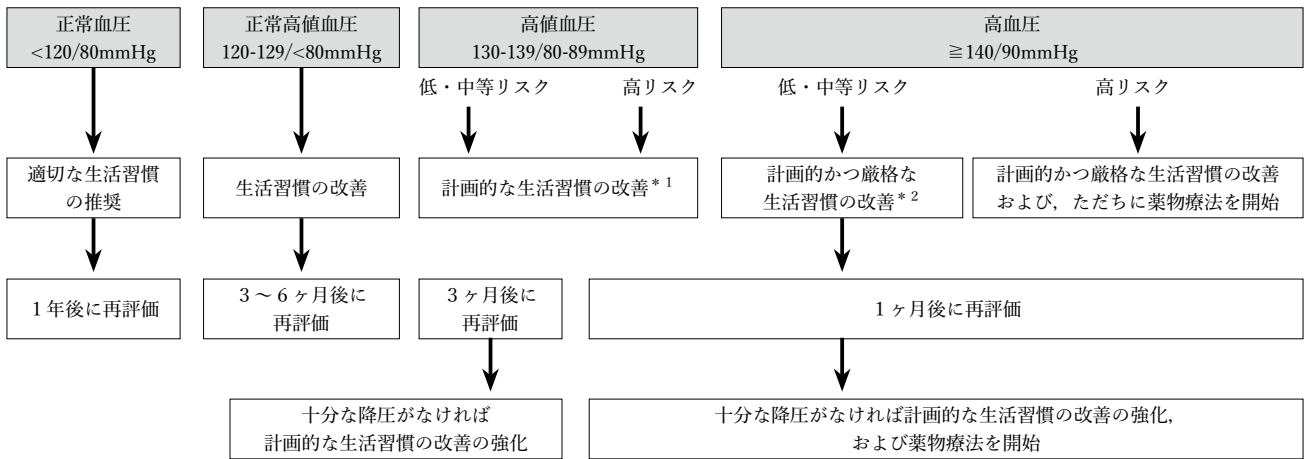 正常血圧
<120/80mmHg
正常高値血圧
120-129/<80mmHg
高値血圧
130-139/80-89mmHg
高血圧
≧140/90mmHg
低・中等リスク
高リスク
低・中等リスク
高リスク
適切な生活習慣
の推奨
生活習慣の改善
計画的な生活習慣の改善＊1
計画的かつ厳格な
生活習慣の改善＊2
計画的かつ厳格な生活習慣の改善
および，ただちに薬物療法を開始
1年後に再評価
3～6ヶ月後に
再評価
3ヶ月後に
再評価
1ヶ月後に再評価
十分な降圧がなければ
計画的な生活習慣の改善の強化
十分な降圧がなければ計画的な生活習慣の改善の強化，
および薬物療法を開始